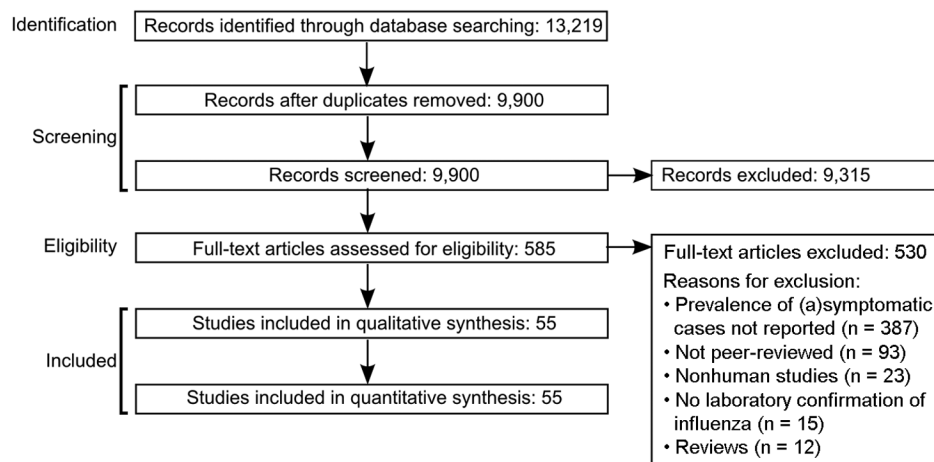 Identification
Records identified through database searching: 13,219
Records after duplicates removed: 9,900
Screening
Records screened: 9,900
Records excluded: 9,315
Eligibility
Full-text articles assessed for eligibility: 585
Full-text articles excluded: 530
Reasons for exclusion:
• Prevalence of (a)symptomatic
cases not reported (n = 387)
• Not peer-reviewed (n = 93)
• Nonhuman studies (n = 23)
• No laboratory confirmation of
influenza (n = 15)
• Reviews (n = 12)
Studies included in qualitative synthesis: 55
Included
Studies included in quantitative synthesis: 55